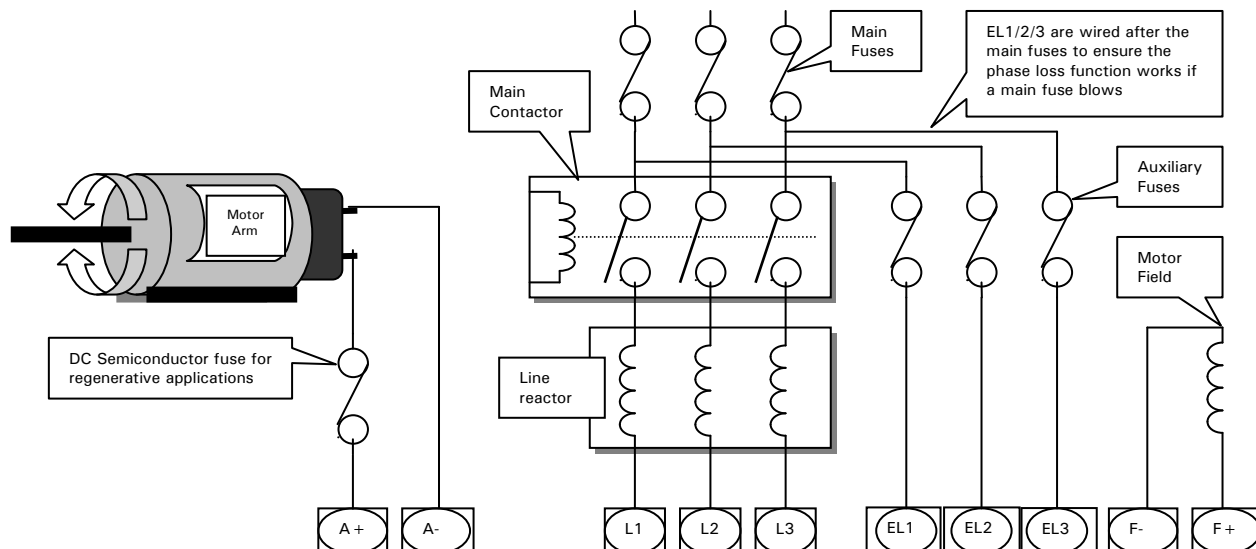 Main
Fuses
EL1/2/3 are wired after the
main fuses to ensure the
phase loss function works if
a main fuse blows
Main
Contactor
Auxiliary
Fuses
Motor
Arm
Motor
Field
DC Semiconductor fuse for
regenerative applications
Line
reactor
A+
A-
L1
L2
L3
EL1
EL2
EL3
F-
F+